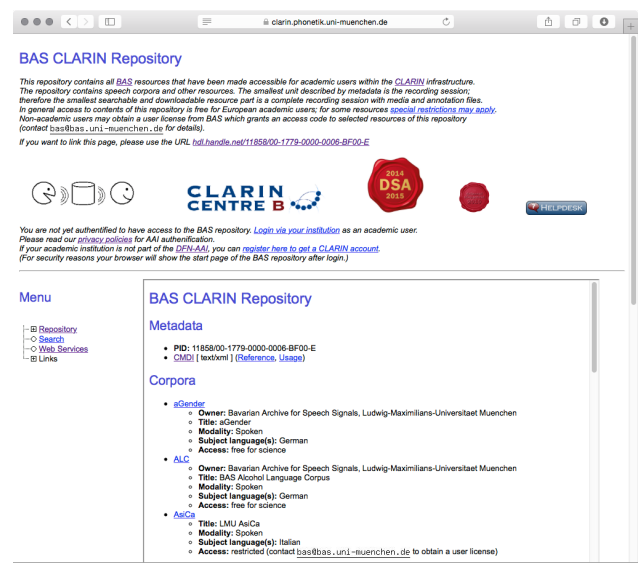 clarin.phonetik.uni-muenchen.de
BAS CLARIN Repository
This repository contains all BAS resources that have been made accessible for academic users within the CLARIN infrastructure.
The repository contains speech corpora and other resources. The smallest unit described by metadata is the recording session;
therefore the smallest searchable and downloadable resource part is a complete recording session with media and annotation files.
In general access to contents of this repository is free for European academic users; for some resources special restrictions may apply.
Non-academic users may obtain a user license from BAS which grants an access code to selected resources of this repository
(contact bas@bas.uni-muenchen.de for details).
If you want to link this page, please use the URL hdl.handle.net/11858/00-1779-0000-0006-BF00-E
CLARIN
CENTRE B
2014
DSA
2015
? HELPDESK
You are not yet authentified to have access to the BAS repository. Login via your institution as an academic user.
Please read our privacy policies for AAI authenification.
If your academic institution is not part of the DFN-AAI, you can register here to get a CLARIN account.
(For security reasons your browser will show the start page of the BAS repository after login.)
Menu
Repository
Search
Web Services
Links
BAS CLARIN Repository
Metadata
• PID: 11858/00-1779-0000-0006-BF00-E
• CMDI [ text/xml ] (Reference, Usage)
Corpora
• aGender
◦ Owner: Bavarian Archive for Speech Signals, Ludwig-Maximilians-Universitaet Muenchen
◦ Title: aGender
◦ Modality: Spoken
◦ Subject language(s): German
◦ Access: free for science
• ALC
◦ Owner: Bavarian Archive for Speech Signals, Ludwig-Maximilians-Universitaet Muenchen
◦ Title: BAS Alcohol Language Corpus
◦ Modality: Spoken
◦ Subject language(s): German
◦ Access: free for science
• AsiCa
◦ Title: LMU AsiCa
◦ Modality: Spoken
◦ Subject language(s): Italian
◦ Access: restricted (contact bas@bas.uni-muenchen.de to obtain a user license)